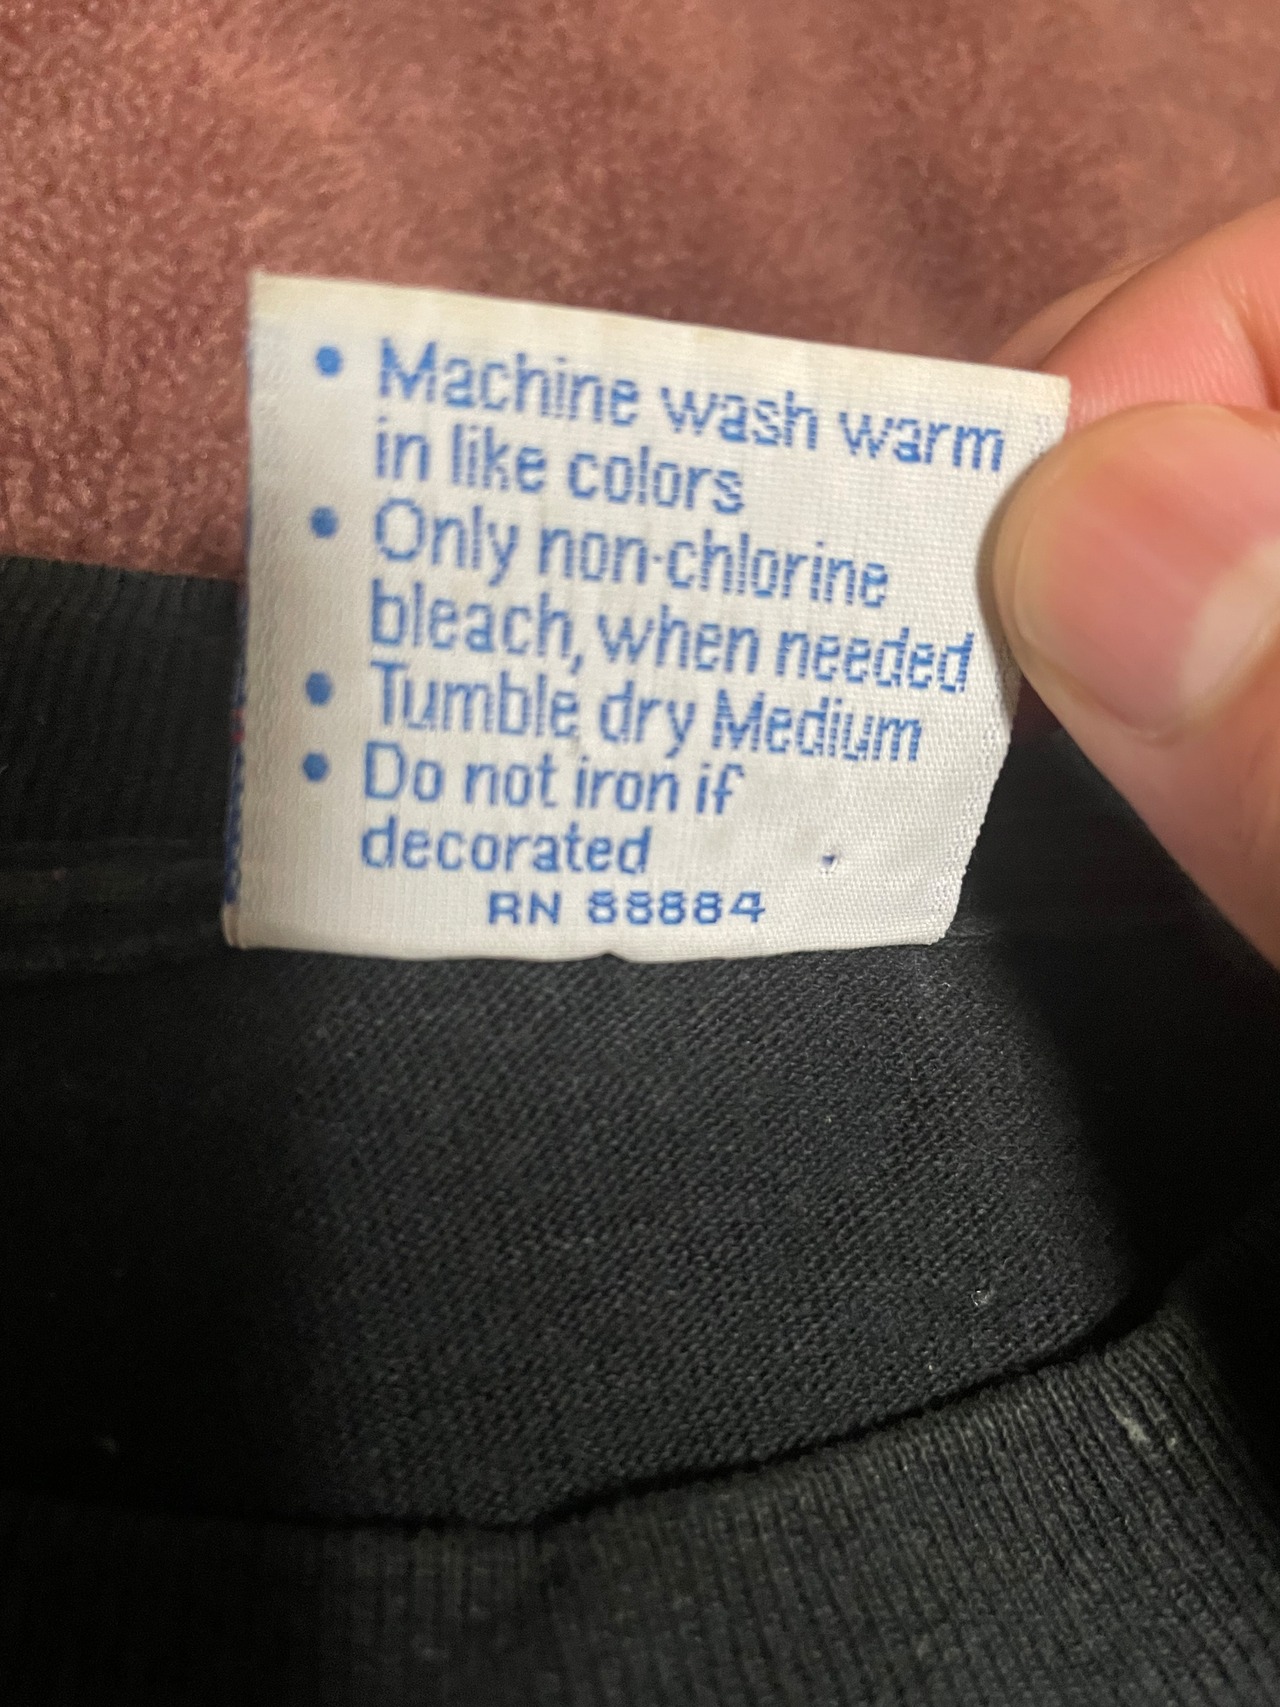 • Machine wash warm
in like colors
• Only non-chlorine
bleach, when needed
• Tumble dry Medium
• Do not iron if
decorated
RN 88884